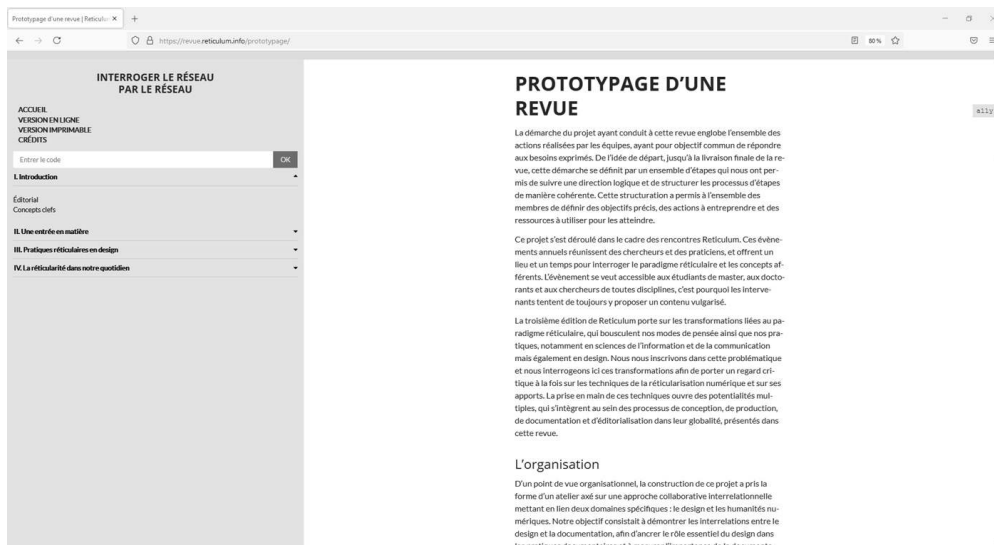 Prototypage d'une revue | Reticulu
https://revue.reticulum.info/prototypage/
80 %
INTERROGER LE RÉSEAU
PAR LE RÉSEAU
ACCUEIL
VERSION EN LIGNE
VERSION IMPRIMABLE
CRÉDITS
Entrer le code
OK
I. Introduction
Éditorial
Concepts clefs
II. Une entrée en matière
III. Pratiques réticulaires en design
IV. La réticularité dans notre quotidien
PROTOTYPAGE D'UNE
REVUE
a11y
La démarche du projet ayant conduit à cette revue englobe l'ensemble des
actions réalisées par les équipes, ayant pour objectif commun de répondre
aux besoins exprimés. De l'idée de départ, jusqu'à la livraison finale de la re-
vue, cette démarche se définit par un ensemble d'étapes qui nous ont per-
mis de suivre une direction logique et de structurer les processus d'étapes
de manière cohérente. Cette structuration a permis à l'ensemble des
membres de définir des objectifs précis, des actions à entreprendre et des
ressources à utiliser pour les atteindre.
Ce projet s'est déroulé dans le cadre des rencontres Reticulum. Ces évène-
ments annuels réunissent des chercheurs et des praticiens, et offrent un
lieu et un temps pour interroger le paradigme réticulaire et les concepts af-
férents. L'évènement se veut accessible aux étudiants de master, aux docto-
rants et aux chercheurs de toutes disciplines, c'est pourquoi les interve-
nants tentent de toujours y proposer un contenu vulgarisé.
La troisième édition de Reticulum porte sur les transformations liées au pa-
radigme réticulaire, qui bousculent nos modes de pensée ainsi que nos pra-
tiques, notamment en sciences de l'information et de la communication
mais également en design. Nous nous inscrivons dans cette problématique
et nous interrogeons ici ces transformations afin de porter un regard cri-
tique à la fois sur les techniques de la réticularisation numérique et sur ses
apports. La prise en main de ces techniques ouvre des potentialités mul-
tiples, qui s'intègrent au sein des processus de conception, de production,
de documentation et d'éditorialisation dans leur globalité, présentés dans
cette revue.
L'organisation
D'un point de vue organisationnel, la construction de ce projet a pris la
forme d'un atelier axé sur une approche collaborative interrelationnelle
mettant en lien deux domaines spécifiques : le design et les humanités nu-
mériques. Notre objectif consistait à démontrer les interrelations entre le
design et la documentation, afin d'ancrer le rôle essentiel du design dans